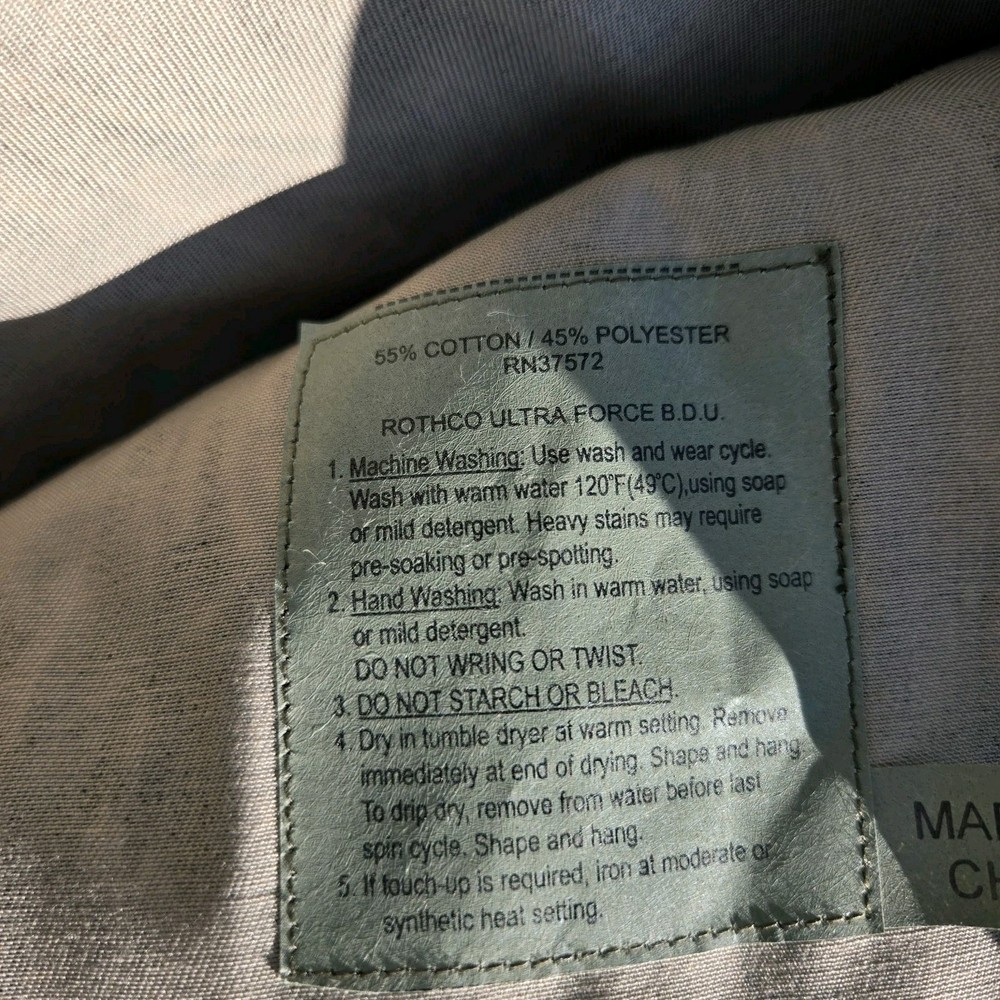 55% COTTON / 45% POLYESTER
RN37572
ROTHCO ULTRA FORCE B.D.U.
1. Machine Washing: Use wash and wear cycle.
Wash with warm water 120°F(49°C),using soap
or mild detergent. Heavy stains may require
pre-soaking or pre-spotting.
2. Hand Washing: Wash in warm water, using soap
or mild detergent.
DO NOT WRING OR TWIST.
3. DO NOT STARCH OR BLEACH.
4. Dry in tumble dryer at warm setting. Remove
immediately at end of drying. Shape and hang.
To drip dry, remove from water before last
spin cycle. Shape and hang.
5. If touch-up is required, iron at moderate or
synthetic heat setting.